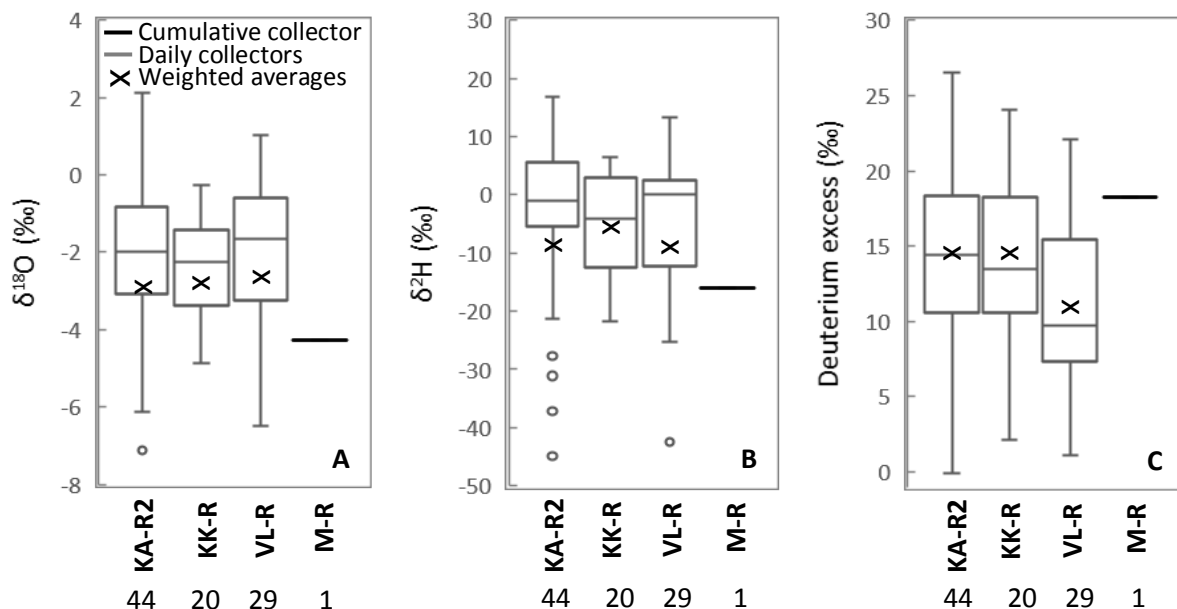 4
2
0
-2
-4
-6
-8
δ¹⁸O (‰)
Cumulative collector
Daily collectors
Weighted averages
A
KA-R2
KK-R
VL-R
M-R
44 20 29 1
30
20
10
0
-10
-20
-30
-40
-50
δ²H (‰)
B
KA-R2
KK-R
VL-R
M-R
44 20 29 1
30
25
20
15
10
5
0
Deuterium excess (‰)
C
KA-R2
KK-R
VL-R
M-R
44 20 29 1